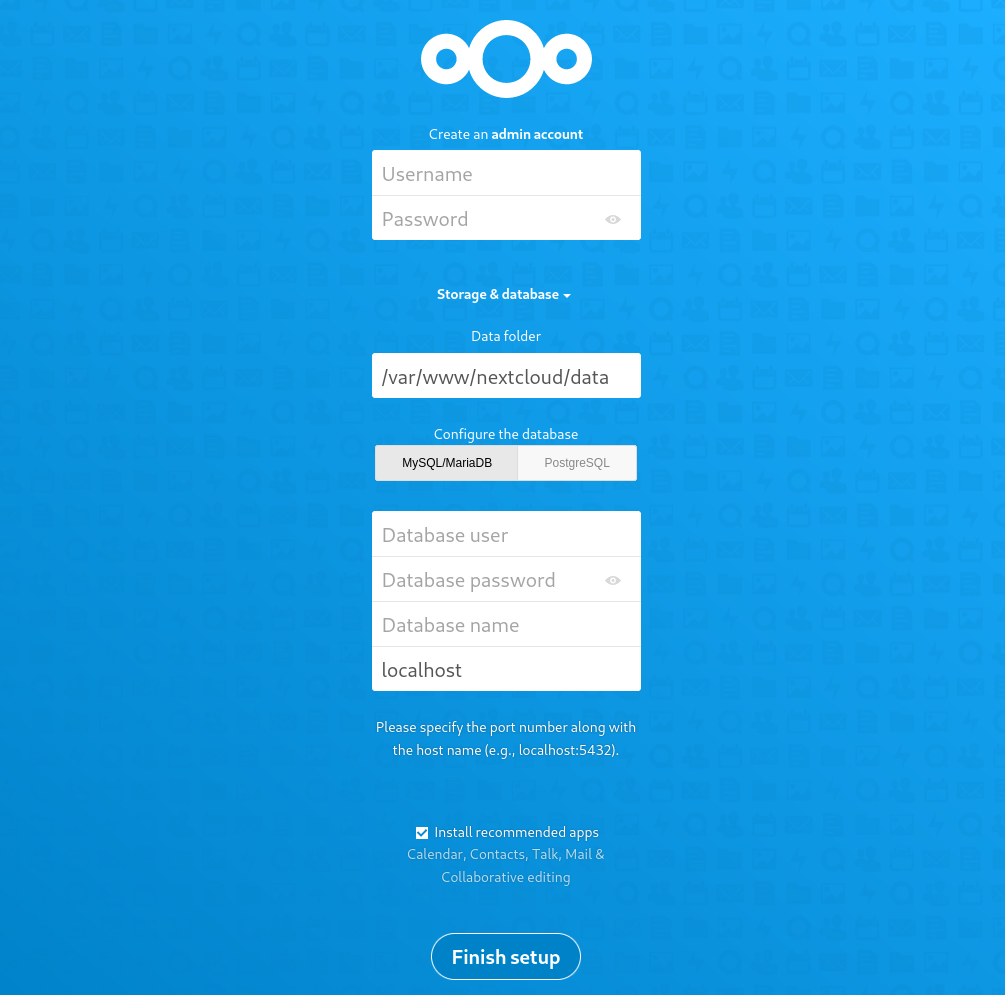 Create an admin account
Username
Password
Storage & database
Data folder
/var/www/nextcloud/data
Configure the database
MySQL/MariaDB
PostgreSQL
Database user
Database password
Database name
localhost
Please specify the port number along with
the host name (e.g., localhost:5432).
Install recommended apps
Calendar, Contacts, Talk, Mail &
Collaborative editing
Finish setup